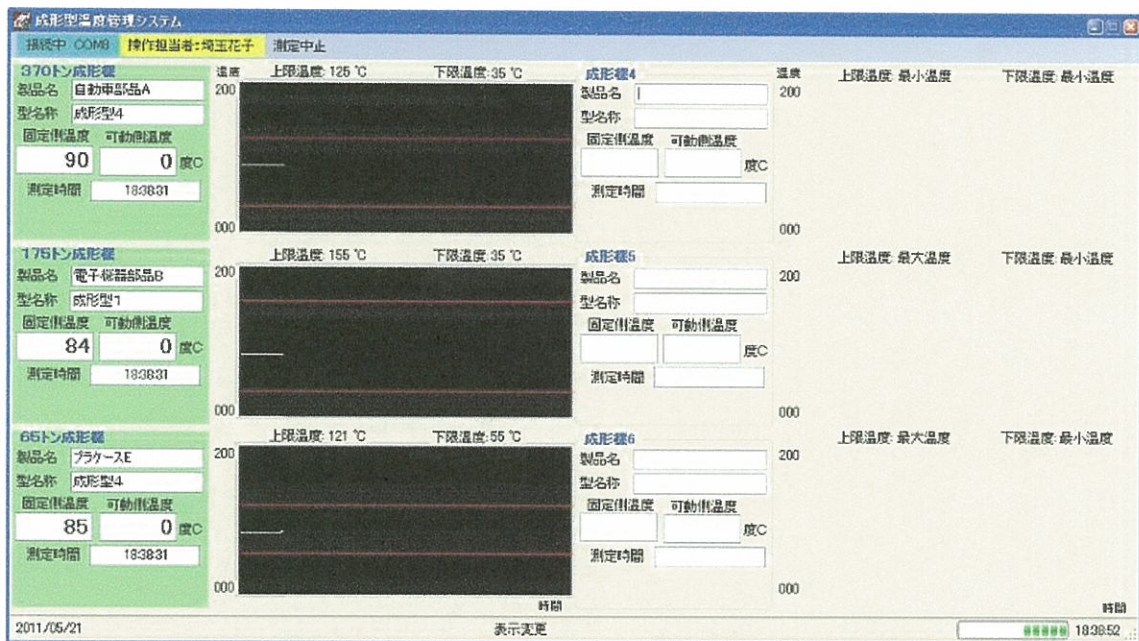 成形型温度管理システム
接続中 COM8 操作担当者:埼玉花子 測定中止
370トン成形機
製品名 自動車部品A
型名称 成形型4
固定側温度 可動側温度
90 0 度C
測定時間 18:38:31
温度 上限温度:125 ℃ 下限温度:35 ℃
200
000
成形機4
製品名
型名称
固定側温度 可動側温度
度C
測定時間
温度 上限温度:最小温度 下限温度:最小温度
200
000
175トン成形機
製品名 電子機器部品B
型名称 成形型1
固定側温度 可動側温度
84 0 度C
測定時間 18:38:31
上限温度:155 ℃ 下限温度:35 ℃
200
000
成形機5
製品名
型名称
固定側温度 可動側温度
度C
測定時間
上限温度:最大温度 下限温度:最小温度
200
000
65トン成形機
製品名 プラケースE
型名称 成形型4
固定側温度 可動側温度
85 0 度C
測定時間 18:38:31
上限温度:121 ℃ 下限温度:55 ℃
200
000
時間
成形機6
製品名
型名称
固定側温度 可動側温度
度C
測定時間
上限温度:最大温度 下限温度:最小温度
200
000
時間
2011/05/21 表示変更 18:38:52